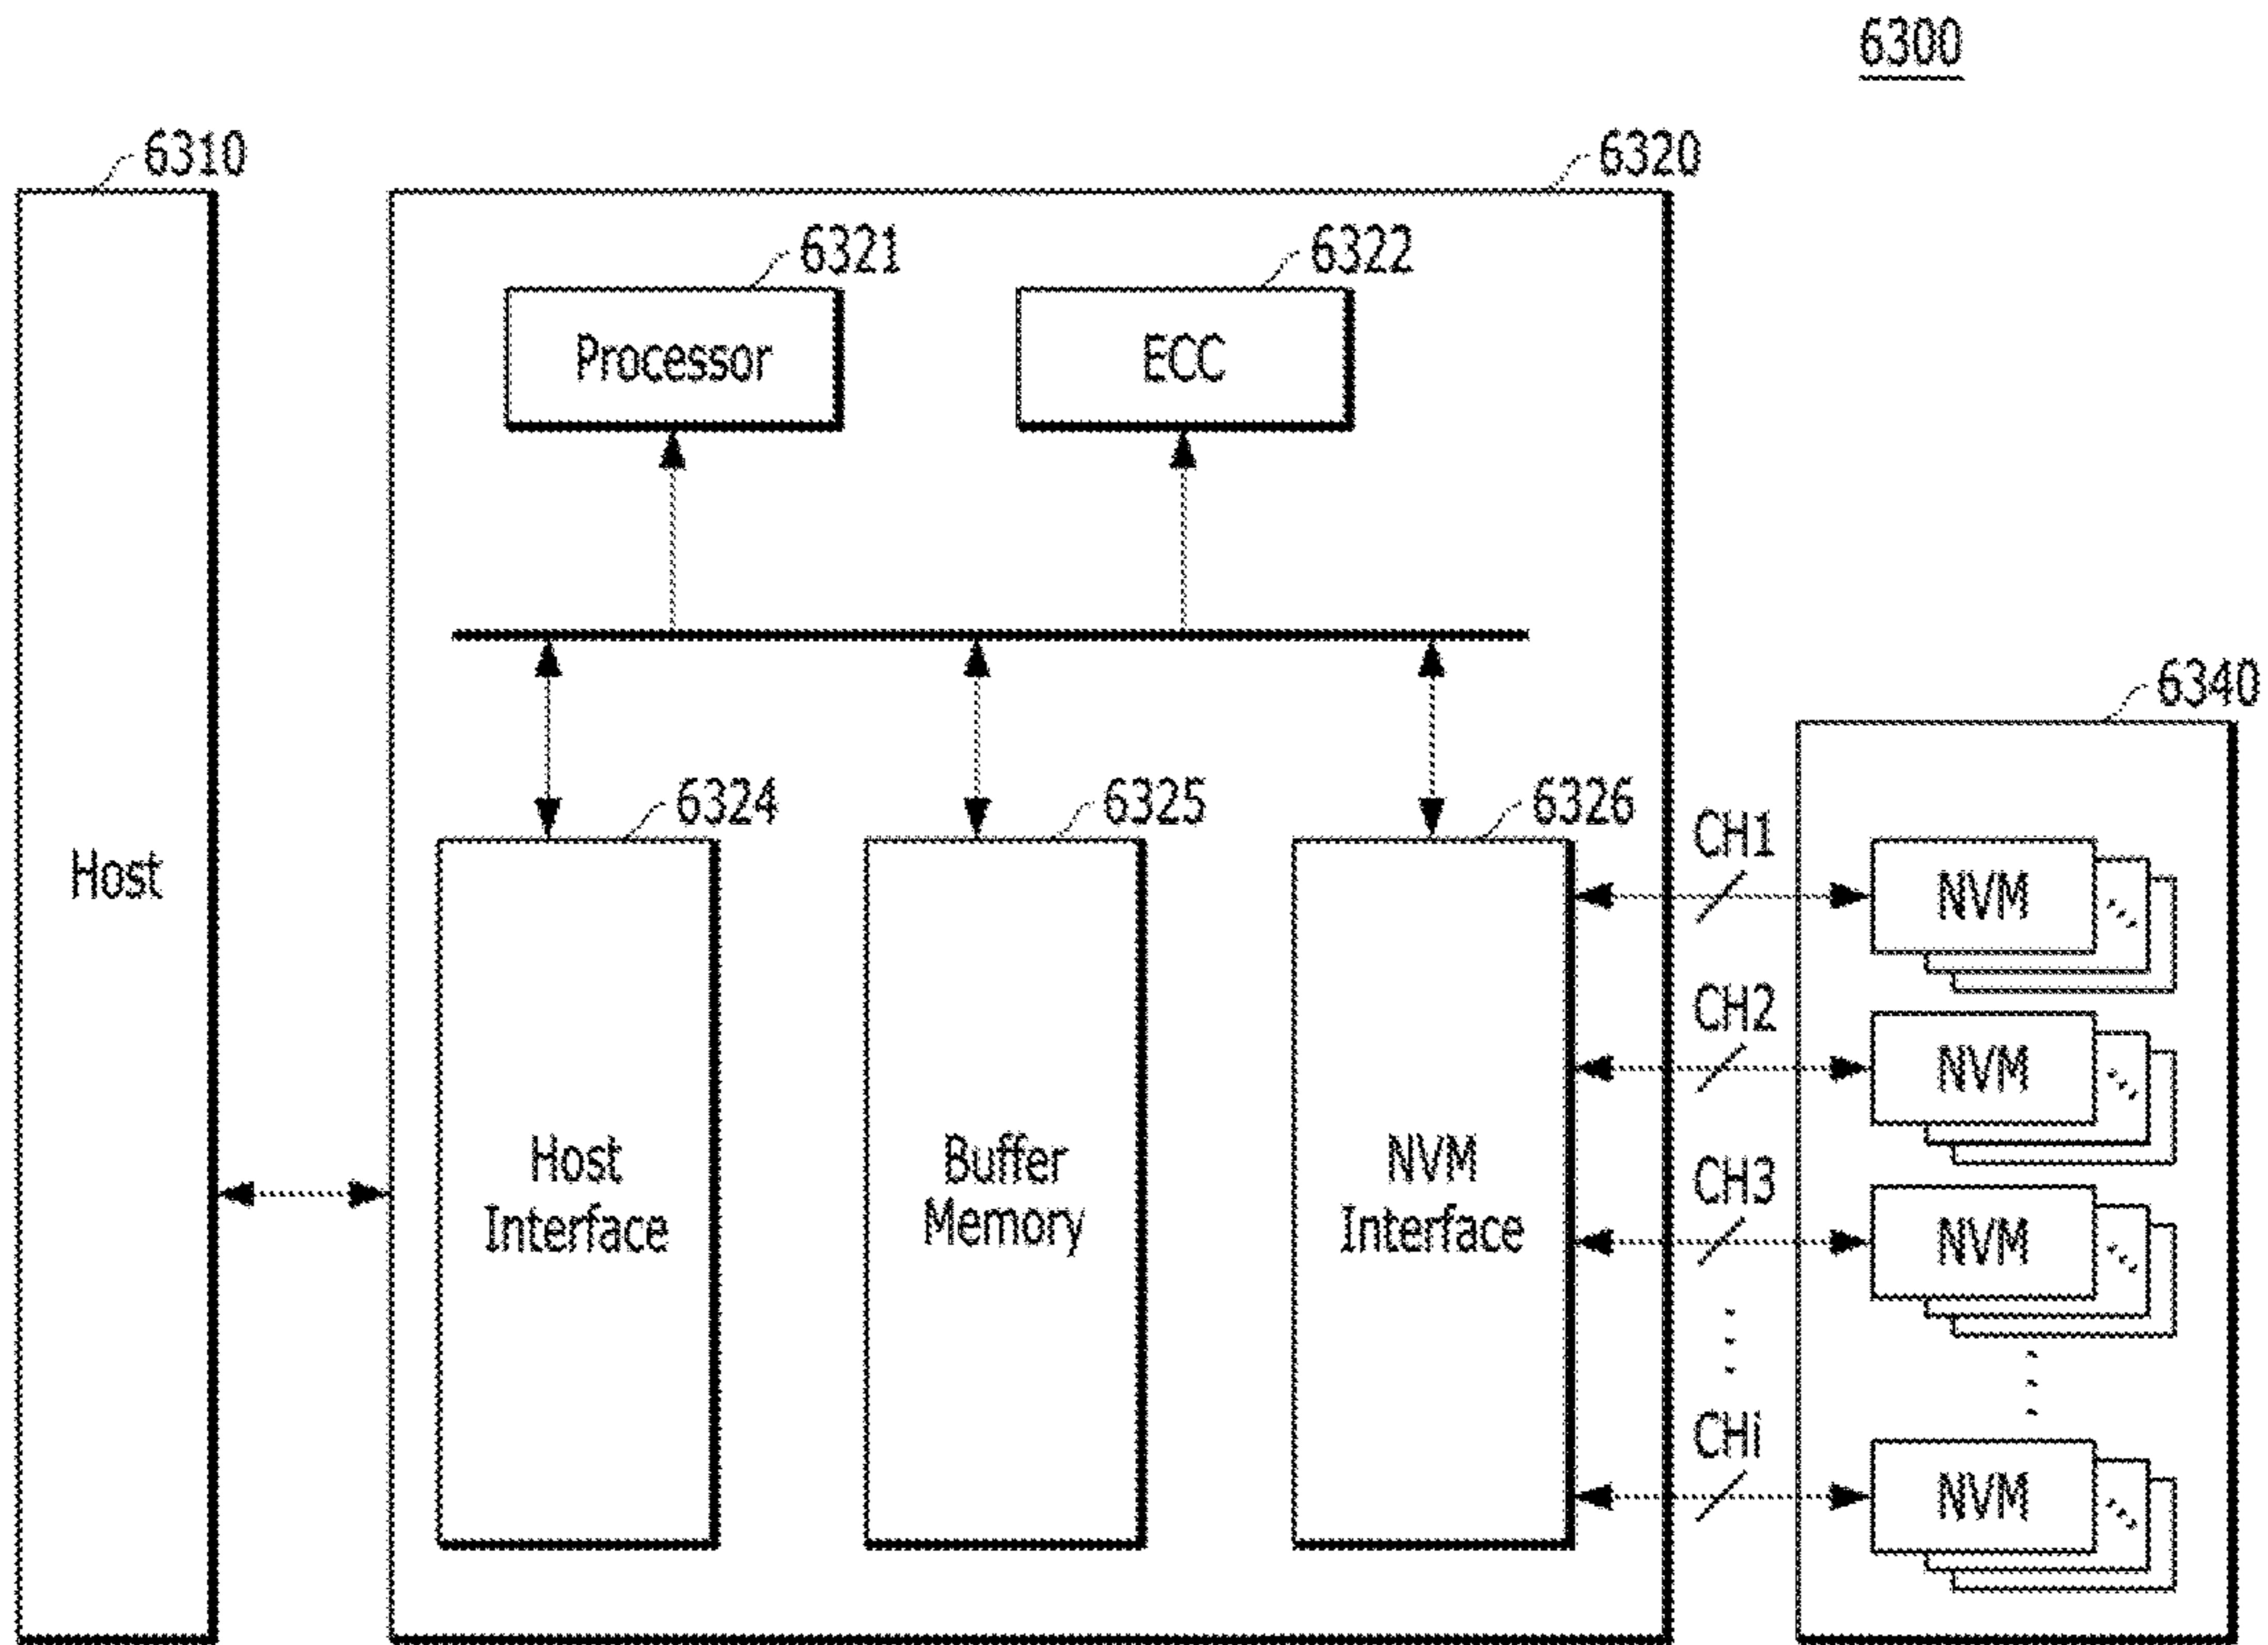 6300
6310
6320
6321
6322
Processor
ECC
6340
6324
6325
6326
CH1
Host
NVM
CH2
NVM
Host
Interface
Buffer
Memory
NVM
Interface
CH3
NVM
CHi
NVM